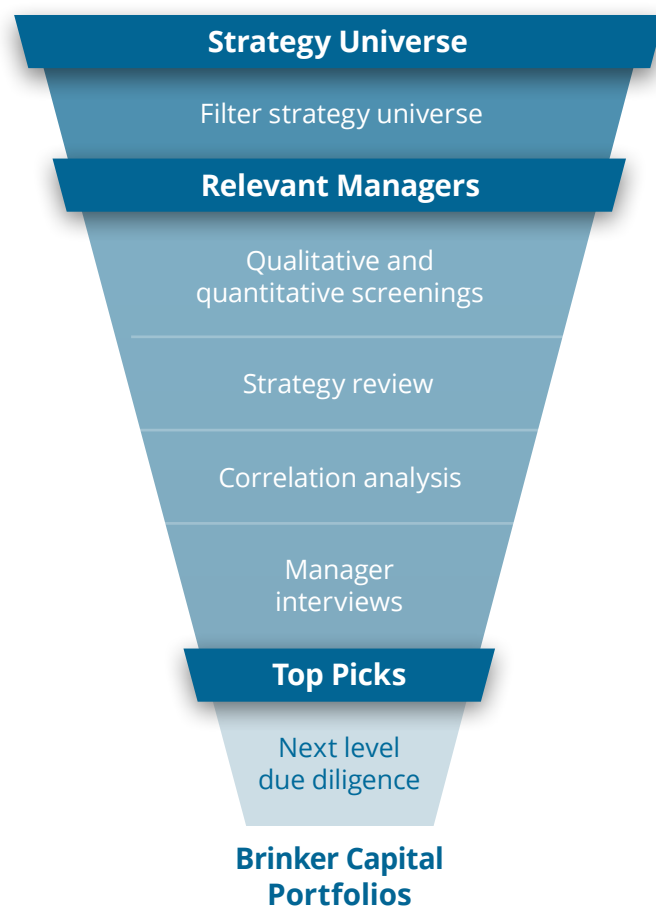 Strategy Universe
Filter strategy universe
Relevant Managers
Qualitative and
quantitative screenings
Strategy review
Correlation analysis
Manager
interviews
Top Picks
Next level
due diligence
Brinker Capital
Portfolios